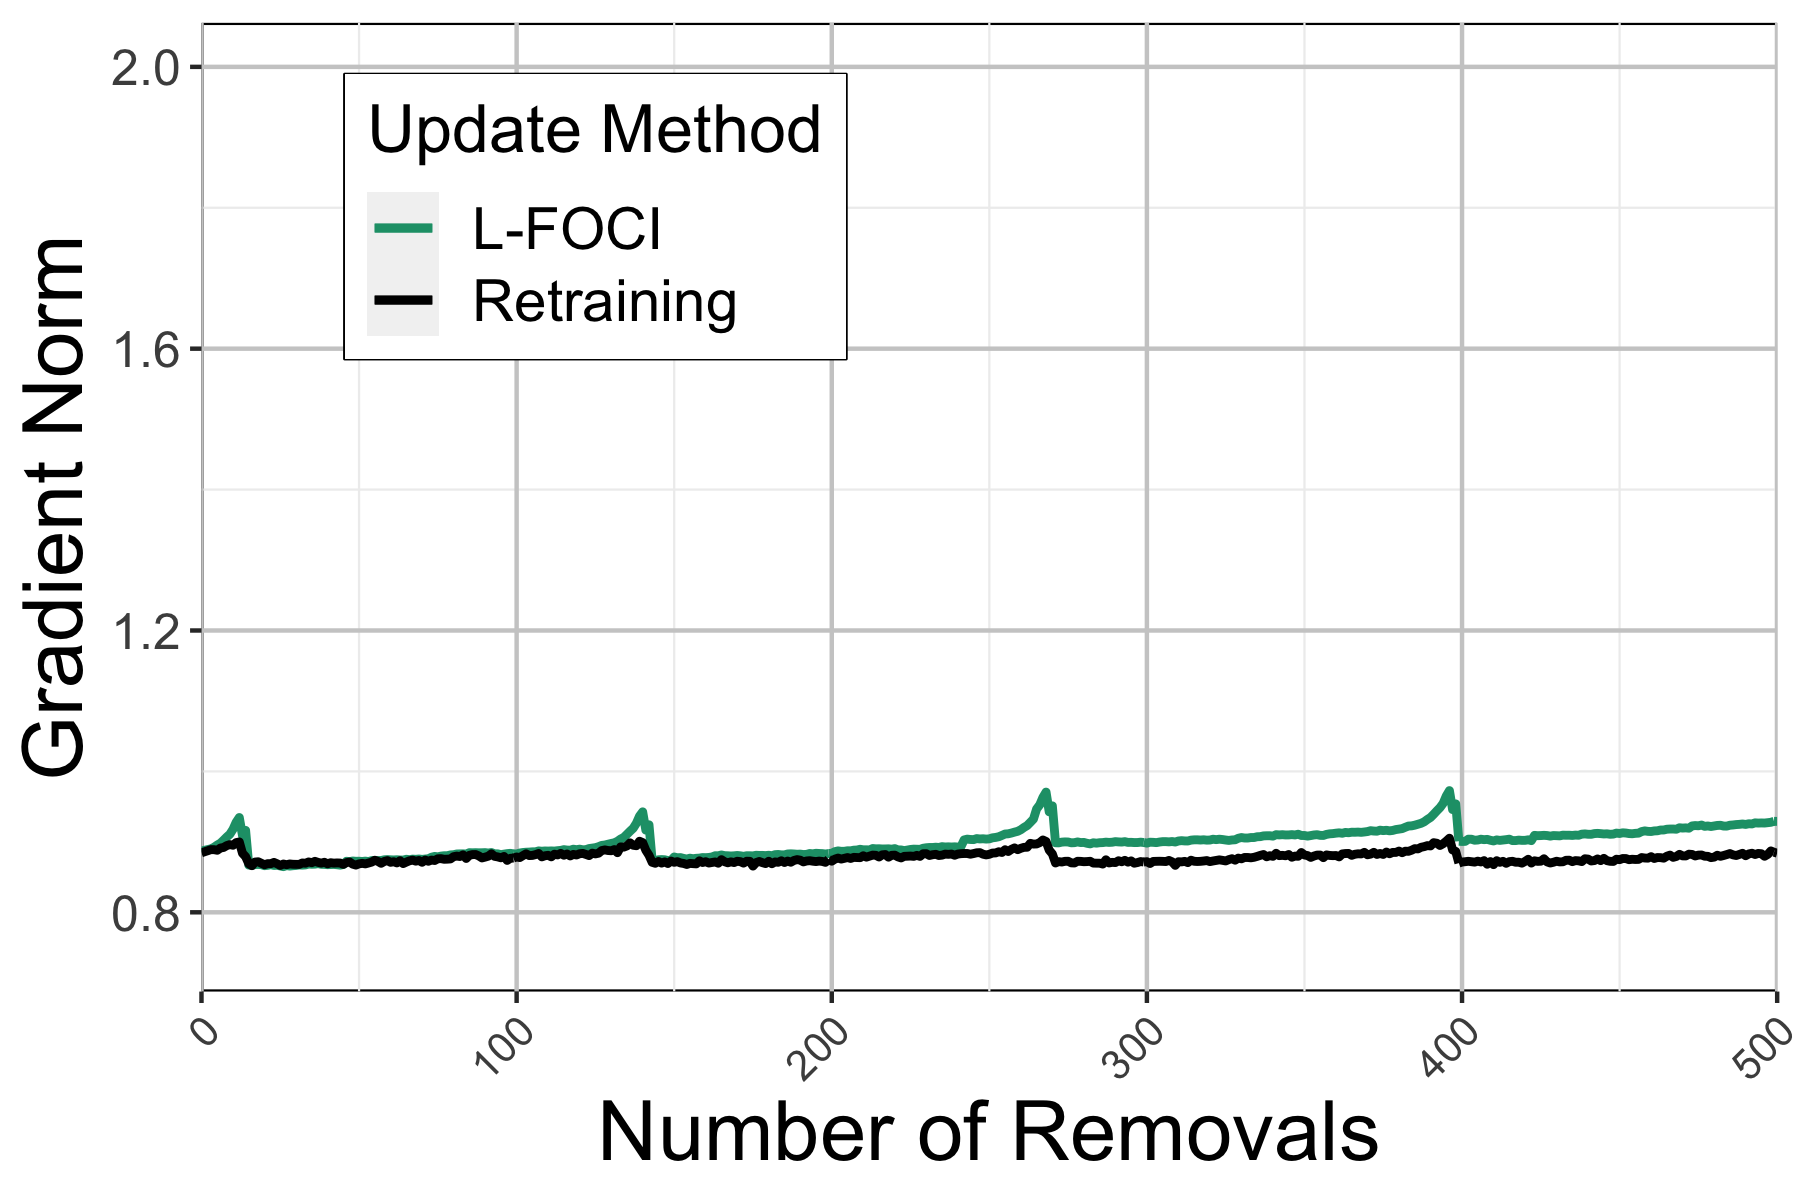 2.0
1.6
1.2
0.8
Gradient Norm
Update Method
L-FOCI
Retraining
0
100
200
300
400
500
Number of Removals